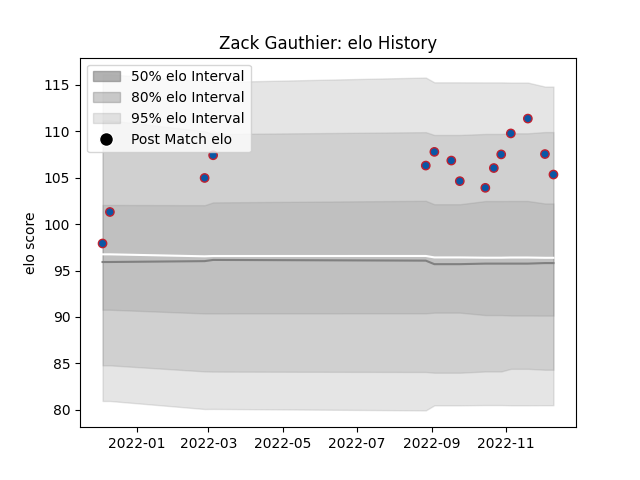 Zack Gauthier: elo History
50% elo Interval
80% elo Interval
95% elo Interval
Post Match elo
elo score
115
110
105
100
95
90
85
80
2022-01
2022-03
2022-05
2022-07
2022-09
2022-11